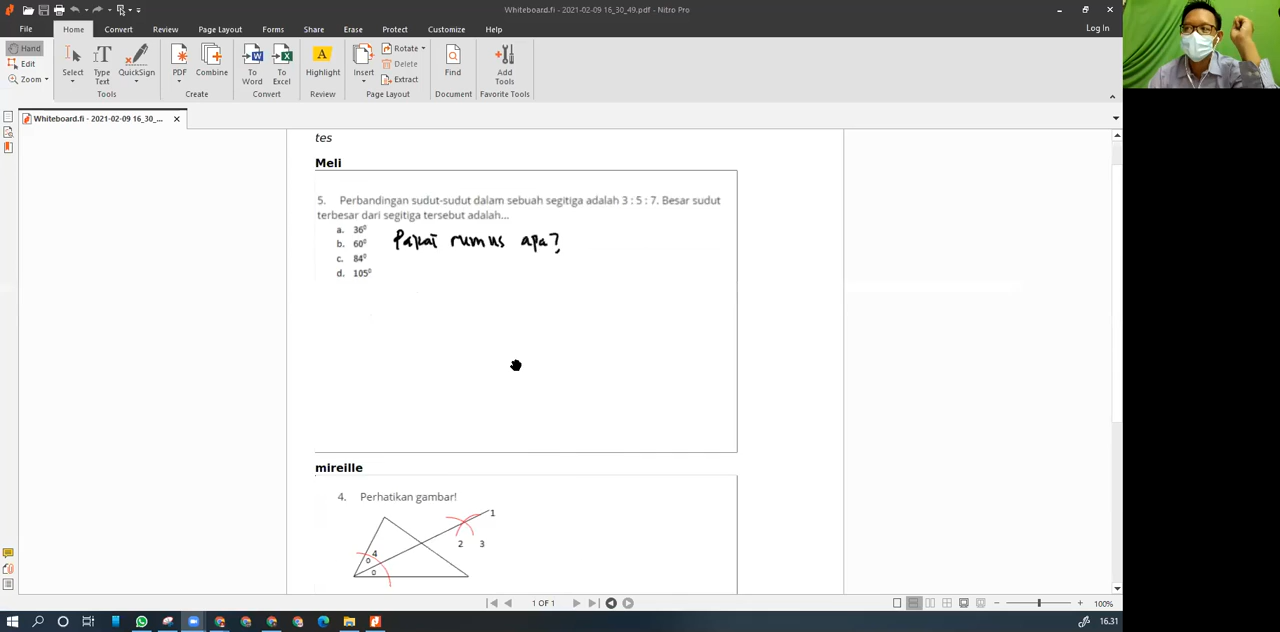 Whiteboard.fi - 2021-02-09 16_30_49.pdf - Nitro Pro
File Home Convert Review Page Layout Forms Share Erase Protect Customize Help Log In
Hand
Edit
Zoom
Select
Type Text
QuickSign
Tools
PDF
Combine
Create
To Word
To Excel
Convert
Highlight
Review
Insert
Rotate
Delete
Extract
Page Layout
Find
Document
Add Tools
Favorite Tools
Whiteboard.fi - 2021-02-09 16_30_...
tes
Meli
5. Perbandingan sudut-sudut dalam sebuah segitiga adalah 3 : 5 : 7. Besar sudut
terbesar dari segitiga tersebut adalah...
a. 36⁰
b. 60⁰
c. 84⁰
d. 105⁰
Pakai rumus apa?
mireille
4. Perhatikan gambar!
1
2 3
4
0
0
1 OF 1
100%
16.31